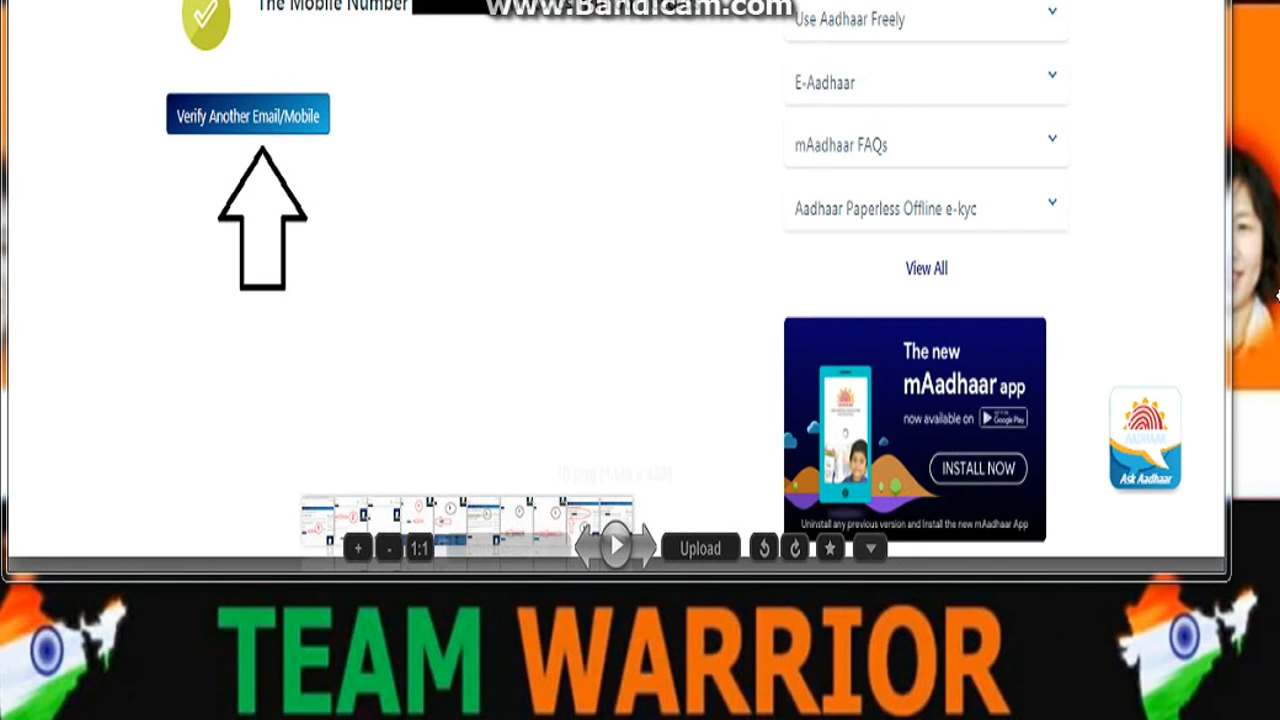 The Mobile Number
www.Bandicam.com
Use Aadhaar Freely
E-Aadhaar
Verify Another Email/Mobile
mAadhaar FAQs
Aadhaar Paperless Offline e-kyc
View All
The new
mAadhaar app
now available on Google Play
INSTALL NOW
Uninstall any previous version and Install the new mAadhaar App
AADHAAR
Ask Aadhaar
+
-
1:1
Upload
TEAM WARRIOR